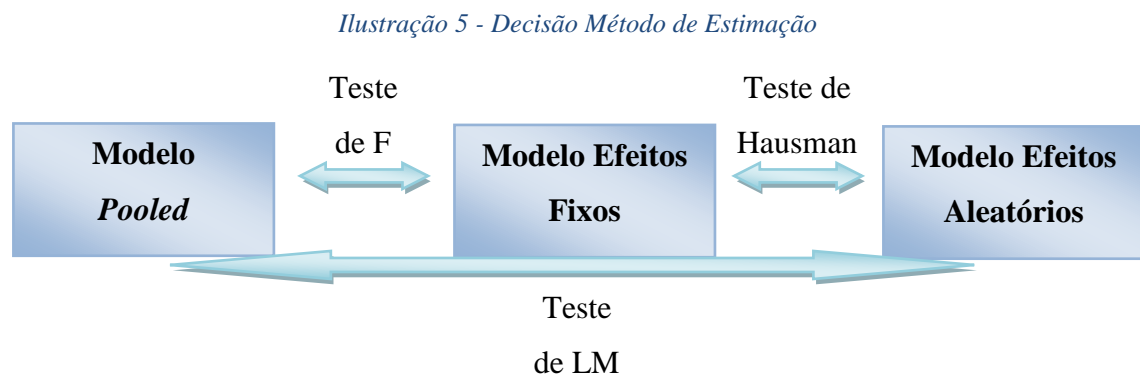 Ilustração 5 - Decisão Método de Estimação
Teste
de F
Teste de
Hausman
Modelo
Pooled
Modelo Efeitos
Fixos
Modelo Efeitos
Aleatórios
Teste
de LM